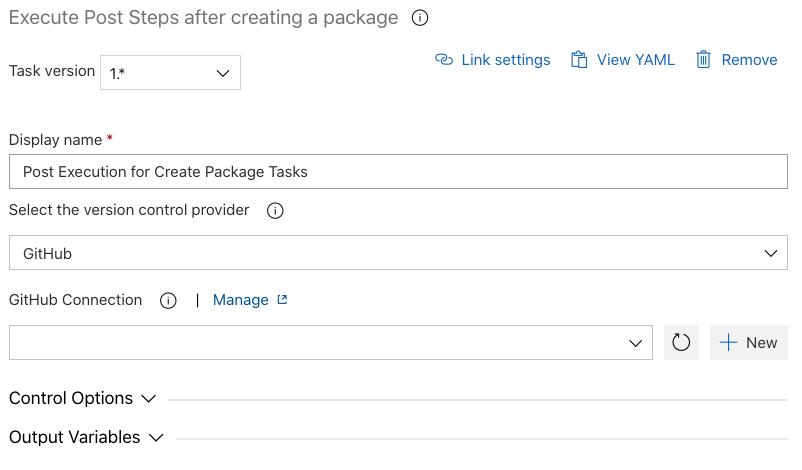 Execute Post Steps after creating a package
Task version 1.* Link settings View YAML Remove
Display name *
Post Execution for Create Package Tasks
Select the version control provider
GitHub
GitHub Connection | Manage
New
Control Options
Output Variables